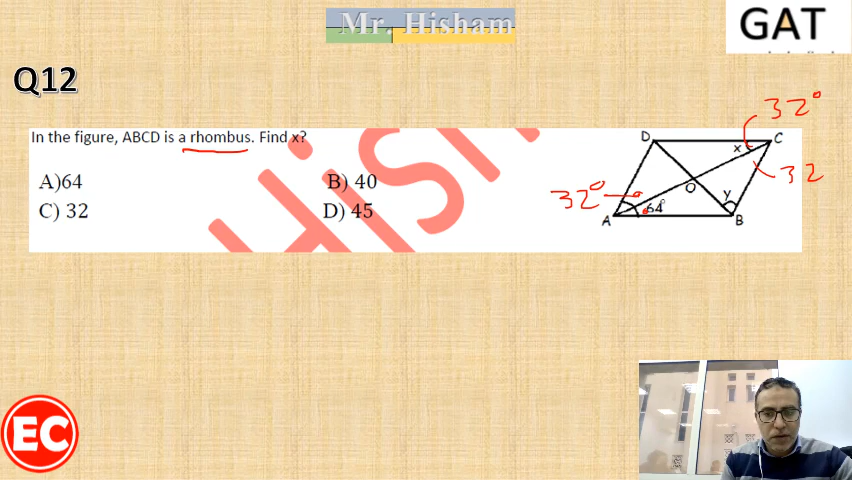 Mr. Hisham
GAT
Q12
In the figure, ABCD is a rhombus. Find x?
A)64
B) 40
C) 32
D) 45
D
C
x
O
y
64°
A
B
32°
32
32°
Hish
EC